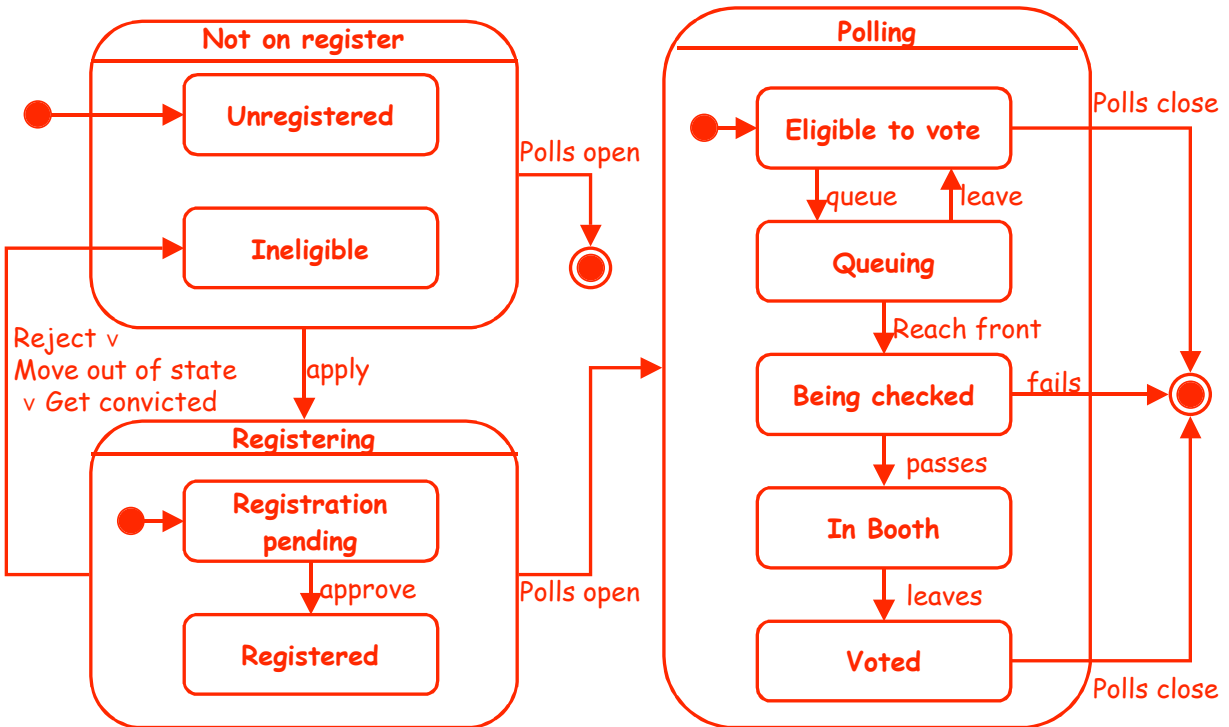 Not on register
Unregistered
Ineligible
Polls open
Reject v
Move out of state
v Get convicted
apply
Registering
Registration
pending
approve
Registered
Polls open
Polling
Eligible to vote
Polls close
queue
leave
Queuing
Reach front
Being checked
fails
passes
In Booth
leaves
Voted
Polls close